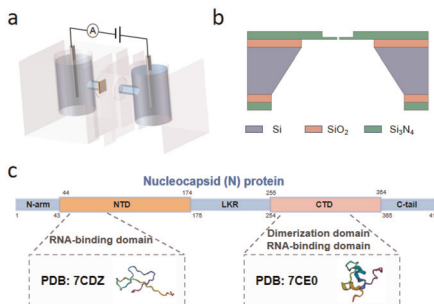 a
A
b
Si
SiO₂
Si₃N₄
c
Nucleocapsid (N) protein
44
174
255
364
N-arm
NTD
LKR
CTD
C-tail
1
43
175
254
365
RNA-binding domain
Dimerization domain
RNA-binding domain
PDB: 7CDZ
PDB: 7CE0